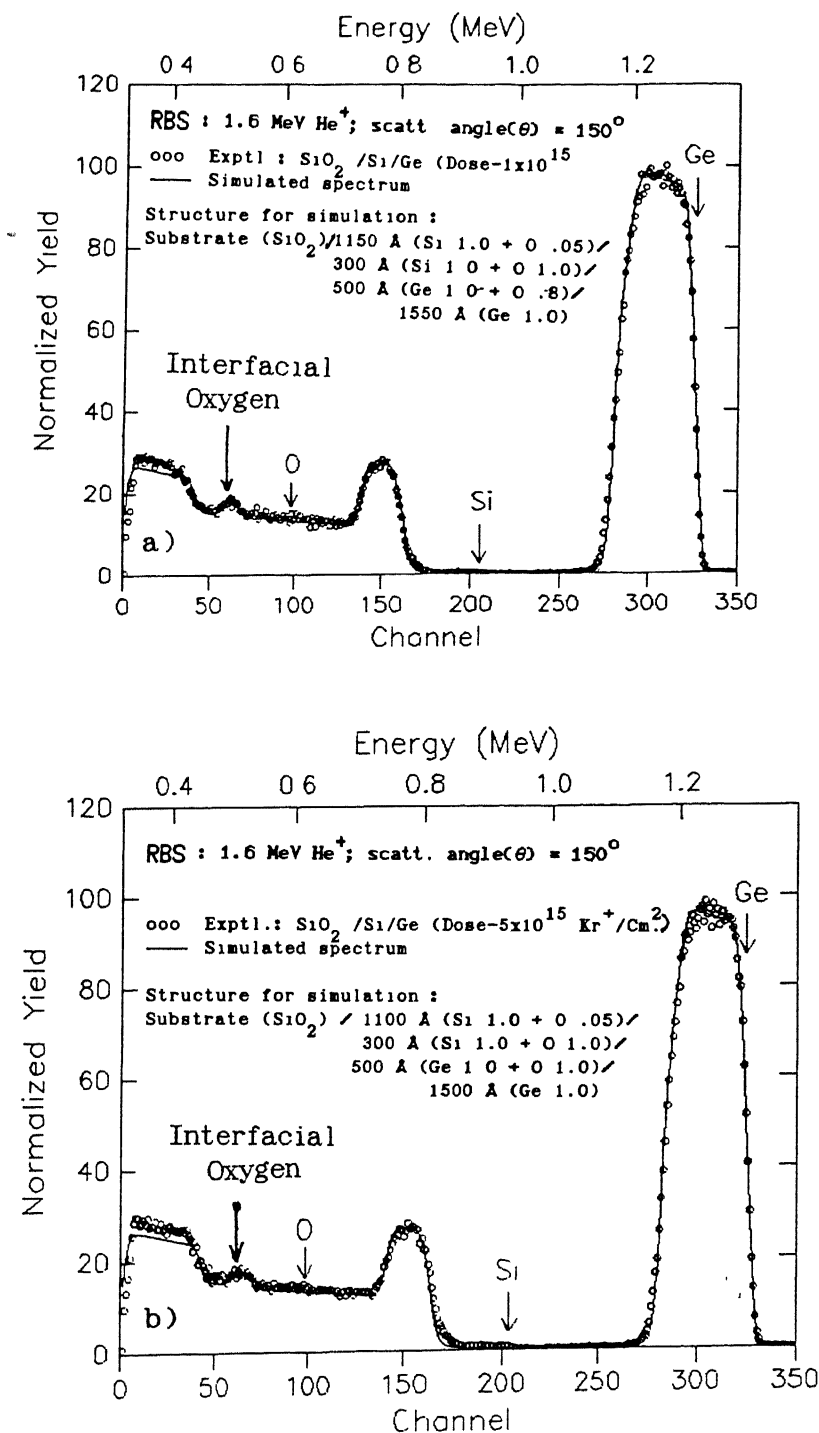 Energy (MeV)
0.4 0 6 0 8 1.0 1.2
120
100
80
60
40
20
0
Normalized Yield
RBS : 1.6 MeV He+; scatt angle(θ) = 150°
ooo Exptl : SiO2 /Si/Ge (Dose-1x10^15
— Simulated spectrum
Structure for simulation :
Substrate (SiO2)/1150 Å (Si 1.0 + O .05)/
300 Å (Si 1 0 + O 1.0)/
500 Å (Ge 1 0 + O .8)/
1550 Å (Ge 1.0)
Ge
Interfacial
Oxygen
O
Si
a)
0 50 100 150 200 250 300 350
Channel
Energy (MeV)
0.4 0 6 0.8 1.0 1.2
120
100
80
60
40
20
0
Normalized Yield
RBS : 1.6 MeV He+; scatt. angle(θ) = 150°
ooo Exptl.: SiO2 /Si/Ge (Dose-5x10^15 Kr+/Cm2.)
— Simulated spectrum
Structure for simulation :
Substrate (SiO2) / 1100 Å (Si 1.0 + O .05)/
300 Å (Si 1.0 + O 1.0)/
500 Å (Ge 1 0 + O 1.0)/
1500 Å (Ge 1.0)
Ge
Interfacial
Oxygen
O
Si
b)
0 50 100 150 200 250 300 350
Channel